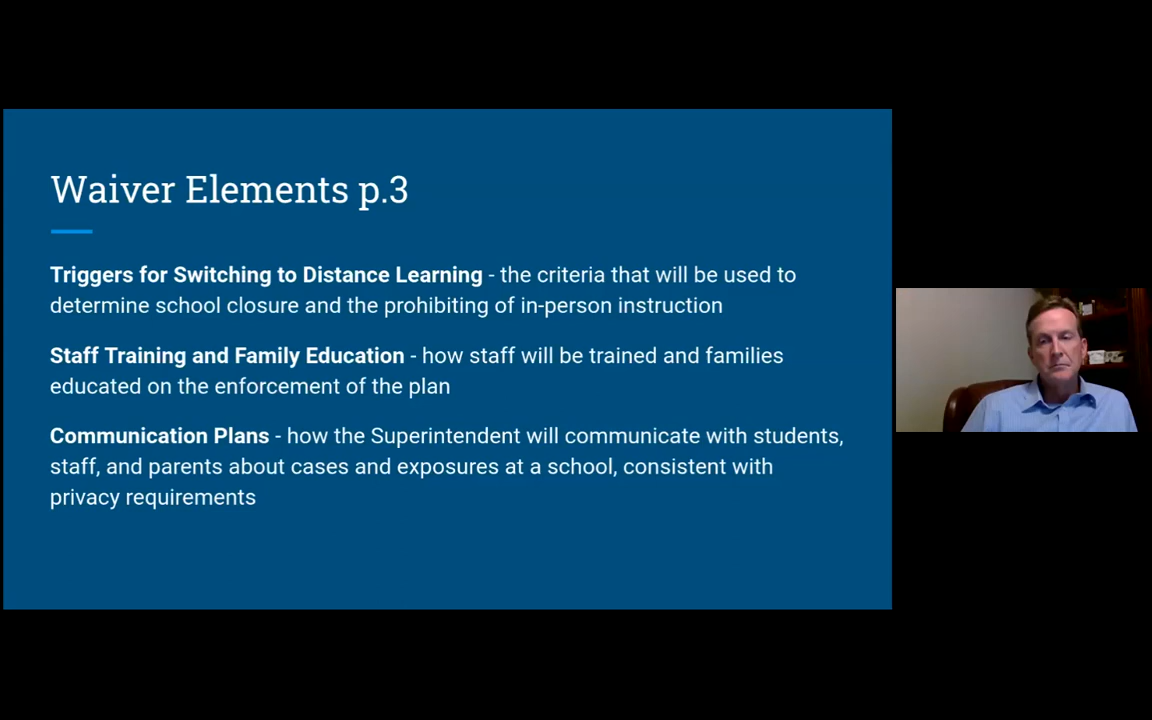 Waiver Elements p.3
Triggers for Switching to Distance Learning - the criteria that will be used to
determine school closure and the prohibiting of in-person instruction
Staff Training and Family Education - how staff will be trained and families
educated on the enforcement of the plan
Communication Plans - how the Superintendent will communicate with students,
staff, and parents about cases and exposures at a school, consistent with
privacy requirements